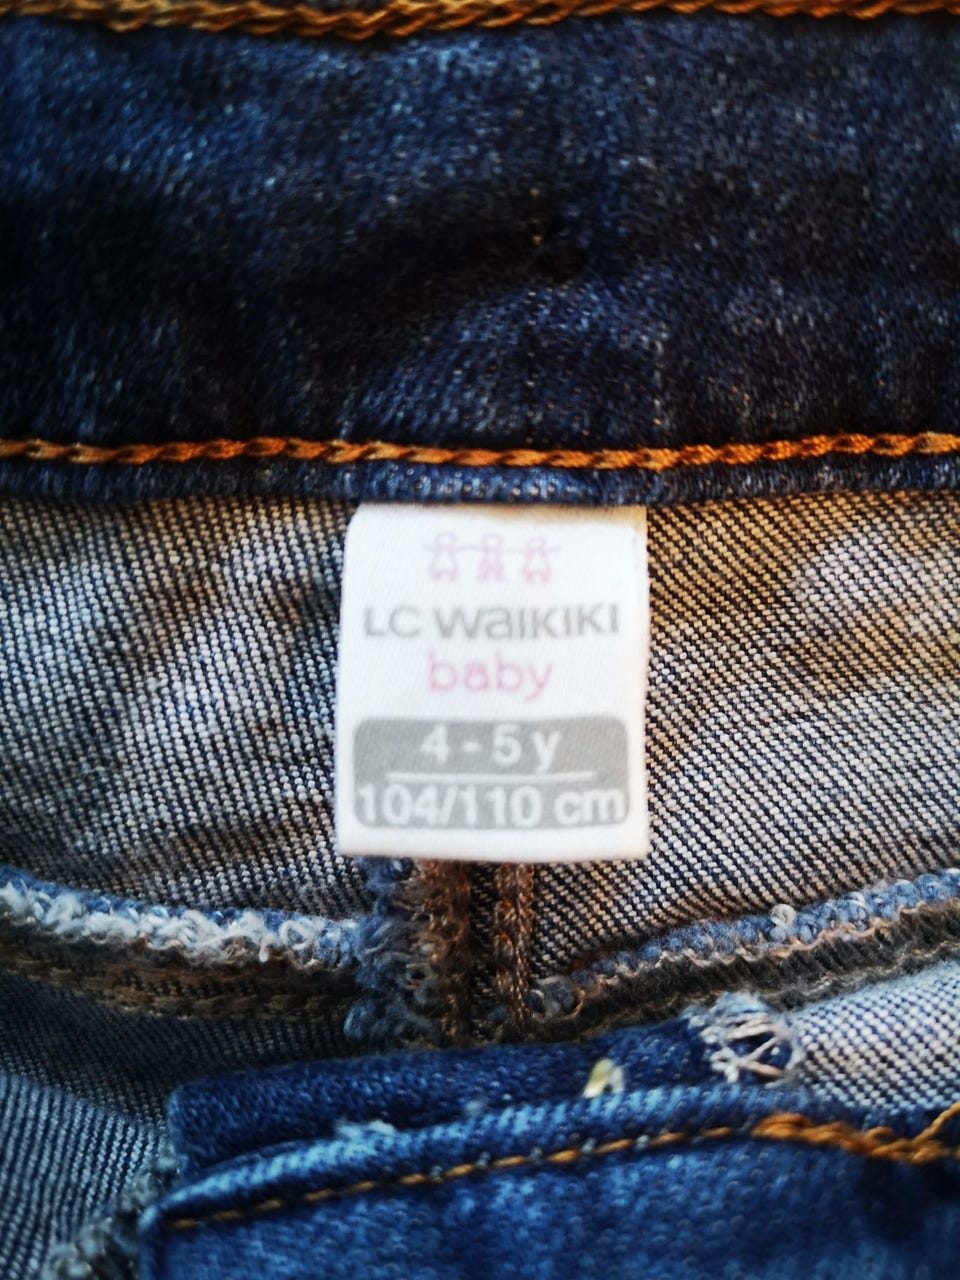 LC WAIKIKI
baby
4 - 5 y
104/110 cm